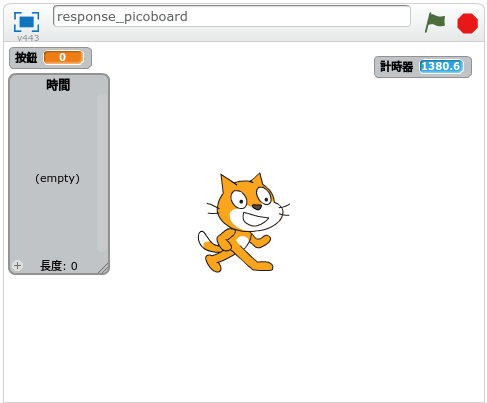 response_picoboard
v443
按鈕 0
計時器 1380.6
時間
(empty)
+ 長度: 0